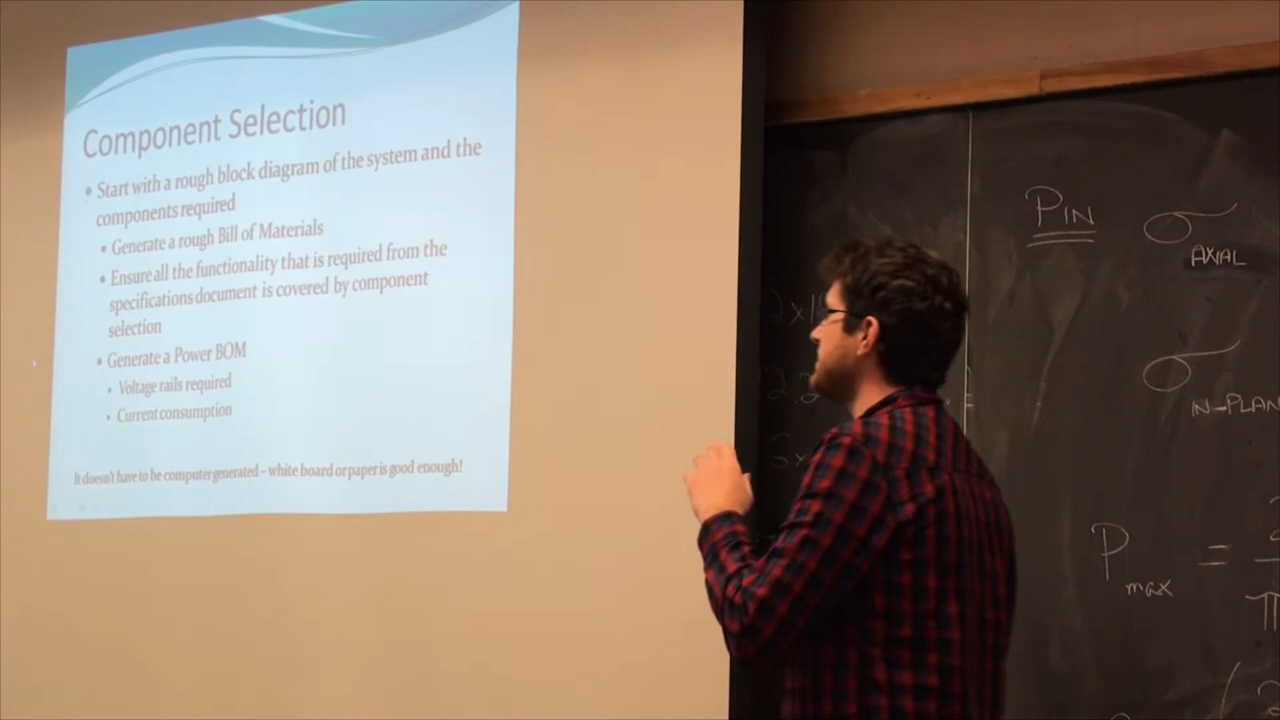 Component Selection
• Start with a rough block diagram of the system and the
components required
• Generate a rough Bill of Materials
• Ensure all the functionality that is required from the
specifications document is covered by component
selection
• Generate a Power BOM
• Voltage rails required
• Current consumption
It doesn't have to be computer generated – white board or paper is good enough!
PIN
σ AXIAL
σ IN-PLAN
P max =